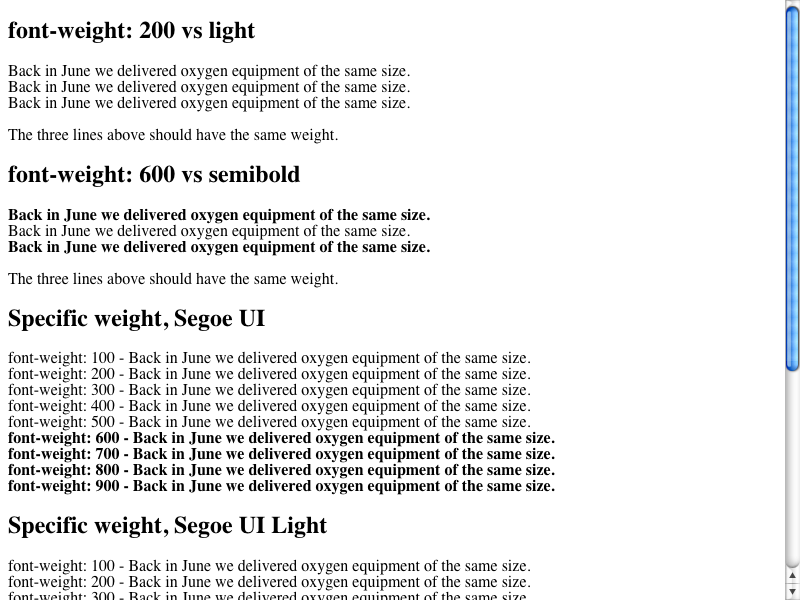 font-weight: 200 vs light
Back in June we delivered oxygen equipment of the same size.
Back in June we delivered oxygen equipment of the same size.
Back in June we delivered oxygen equipment of the same size.
The three lines above should have the same weight.
font-weight: 600 vs semibold
Back in June we delivered oxygen equipment of the same size.
Back in June we delivered oxygen equipment of the same size.
Back in June we delivered oxygen equipment of the same size.
The three lines above should have the same weight.
Specific weight, Segoe UI
font-weight: 100 - Back in June we delivered oxygen equipment of the same size.
font-weight: 200 - Back in June we delivered oxygen equipment of the same size.
font-weight: 300 - Back in June we delivered oxygen equipment of the same size.
font-weight: 400 - Back in June we delivered oxygen equipment of the same size.
font-weight: 500 - Back in June we delivered oxygen equipment of the same size.
font-weight: 600 - Back in June we delivered oxygen equipment of the same size.
font-weight: 700 - Back in June we delivered oxygen equipment of the same size.
font-weight: 800 - Back in June we delivered oxygen equipment of the same size.
font-weight: 900 - Back in June we delivered oxygen equipment of the same size.
Specific weight, Segoe UI Light
font-weight: 100 - Back in June we delivered oxygen equipment of the same size.
font-weight: 200 - Back in June we delivered oxygen equipment of the same size.
font-weight: 300 - Back in June we delivered oxygen equipment of the same size.